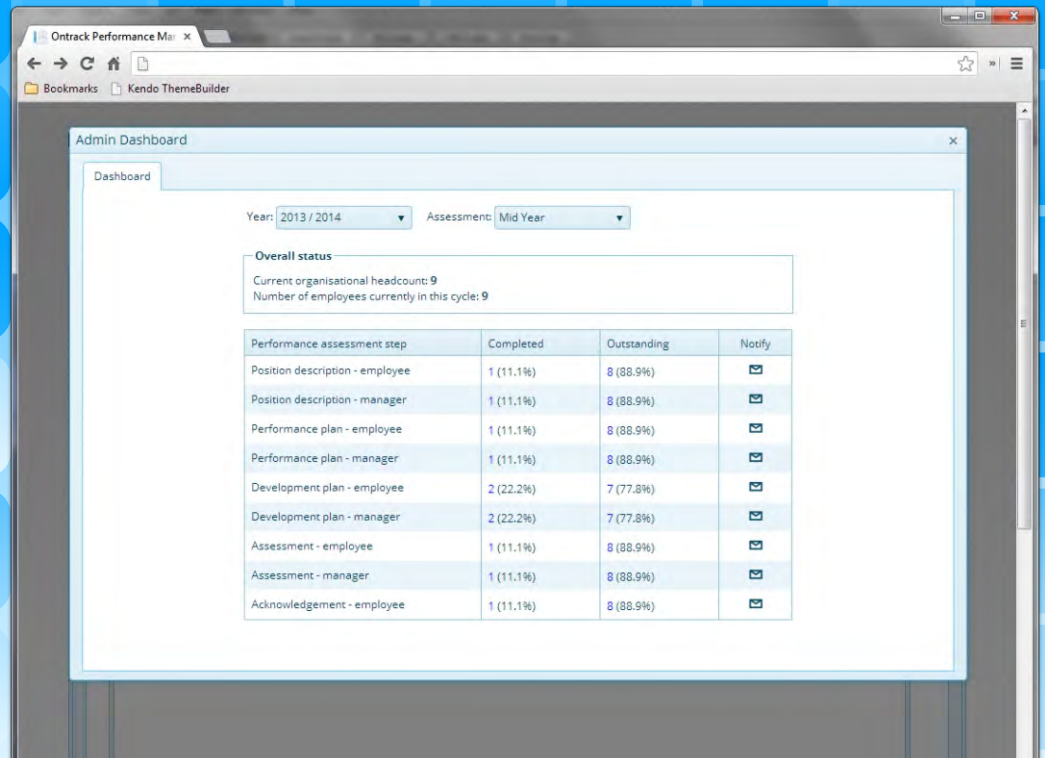 Ontrack Performance Mar
Bookmarks Kendo ThemeBuilder
Admin Dashboard
Dashboard
Year: 2013 / 2014 Assessment: Mid Year
Overall status
Current organisational headcount: 9
Number of employees currently in this cycle: 9
Performance assessment step Completed Outstanding Notify
Position description - employee 1 (11.1%) 8 (88.9%)
Position description - manager 1 (11.1%) 8 (88.9%)
Performance plan - employee 1 (11.1%) 8 (88.9%)
Performance plan - manager 1 (11.1%) 8 (88.9%)
Development plan - employee 2 (22.2%) 7 (77.8%)
Development plan - manager 2 (22.2%) 7 (77.8%)
Assessment - employee 1 (11.1%) 8 (88.9%)
Assessment - manager 1 (11.1%) 8 (88.9%)
Acknowledgement - employee 1 (11.1%) 8 (88.9%)